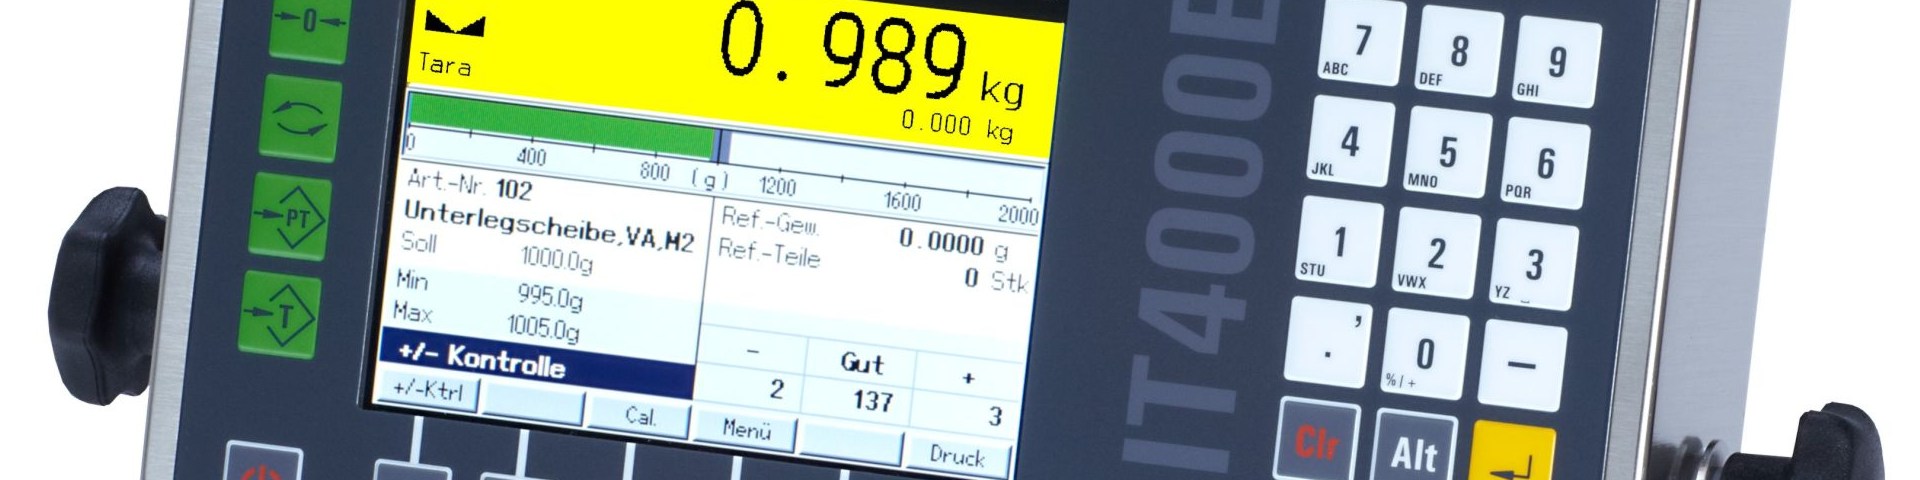 →0←
0.989 kg
Tara
0.000 kg
0 400 800 (g) 1200 1600 2000
Art.-Nr. 102
Unterlegscheibe,VA,M2
Soll 1000.0g
Min 995.0g
Max 1005.0g
+/- Kontrolle
Ref.-Gew. 0.0000 g
Ref.-Teile 0 Stk
- Gut +
2 137 3
+/-Ktrl
Cal.
Menü
Druck
→PT
→T
IT4000E
7 ABC
8 DEF
9 GHI
4 JKL
5 MNO
6 PQR
1 STU
2 VWX
3 YZ _
. ,
0 %/+
–
Clr
Alt